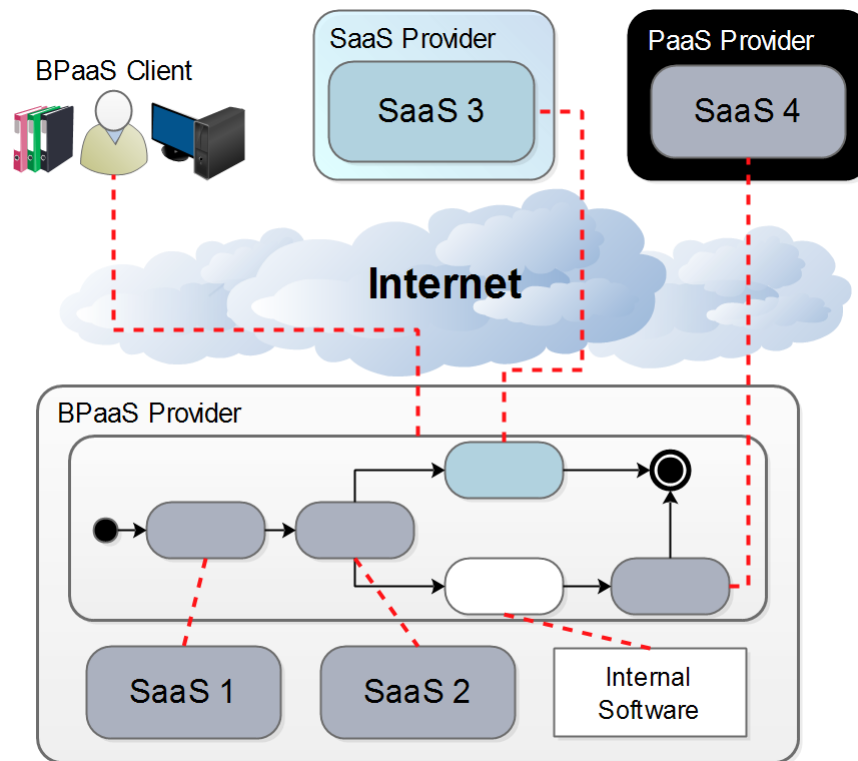 SaaS Provider
PaaS Provider
BPaaS Client
SaaS 3
SaaS 4
Internet
BPaaS Provider
SaaS 1
SaaS 2
Internal
Software